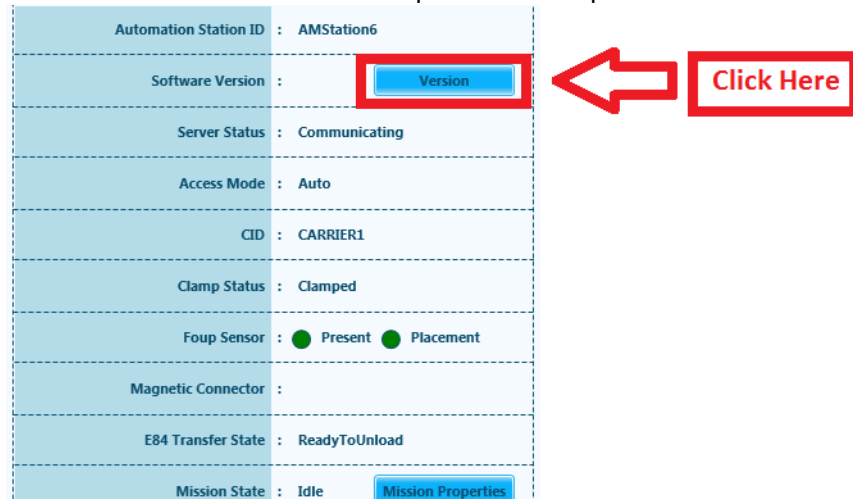 Automation Station ID : AMStation6
Software Version : Version
Click Here
Server Status : Communicating
Access Mode : Auto
CID : CARRIER1
Clamp Status : Clamped
Foup Sensor : Present Placement
Magnetic Connector :
E84 Transfer State : ReadyToUnload
Mission State : Idle Mission Properties